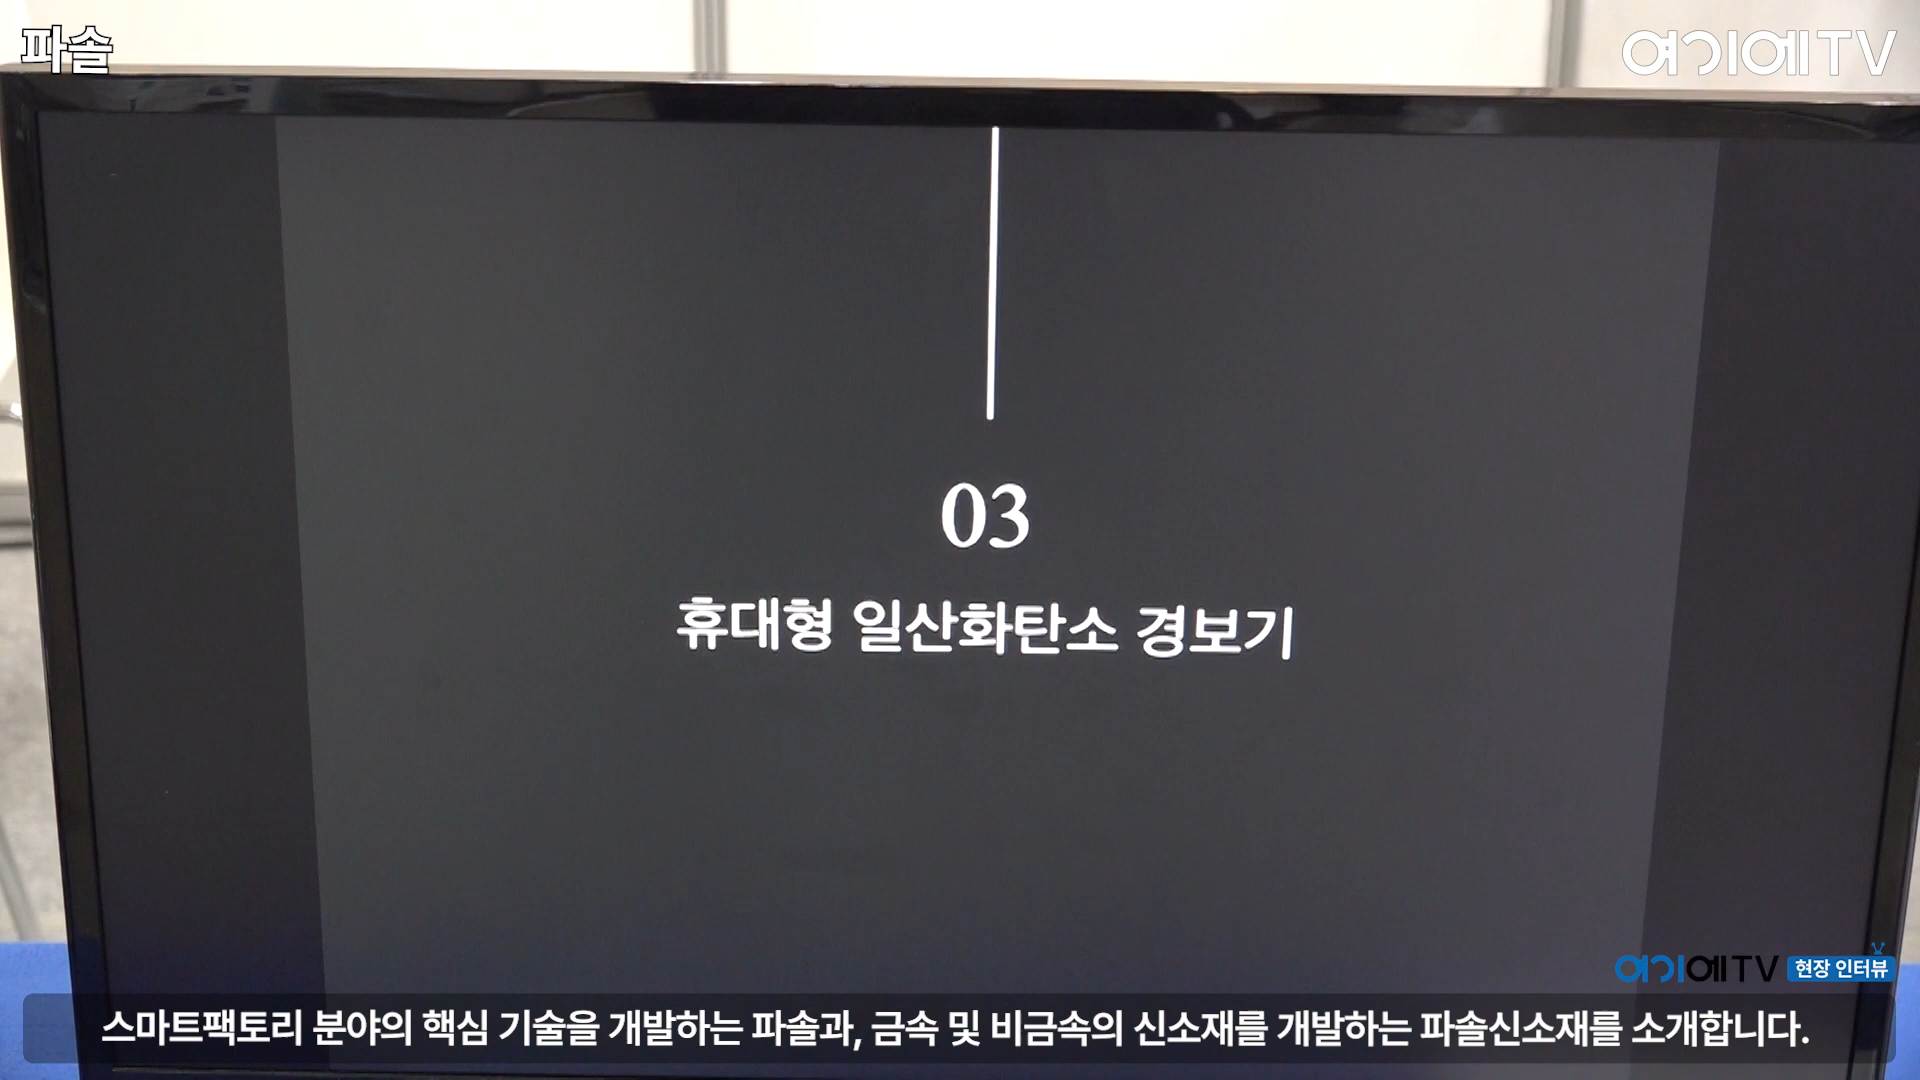 파솔
여기에TV
03
휴대형 일산화탄소 경보기
여기에TV 현장 인터뷰
스마트팩토리 분야의 핵심 기술을 개발하는 파솔과, 금속 및 비금속의 신소재를 개발하는 파솔신소재를 소개합니다.